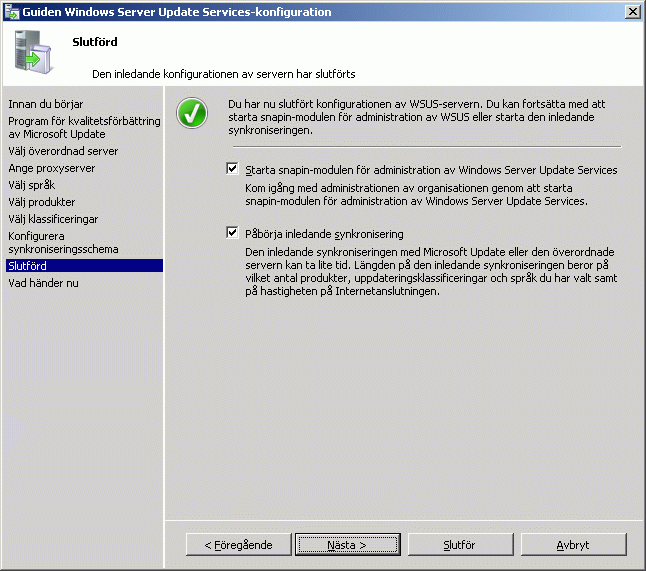 Guiden Windows Server Update Services-konfiguration
Slutförd
Den inledande konfigurationen av servern har slutförts
Innan du börjar
Program för kvalitetsförbättring
av Microsoft Update
Välj överordnad server
Ange proxyserver
Välj språk
Välj produkter
Välj klassificeringar
Konfigurera
synkroniseringsschema
Slutförd
Vad händer nu
Du har nu slutfört konfigurationen av WSUS-servern. Du kan fortsätta med att
starta snapin-modulen för administration av WSUS eller starta den inledande
synkroniseringen.
Starta snapin-modulen för administration av Windows Server Update Services
Kom igång med administrationen av organisationen genom att starta
snapin-modulen för administration av Windows Server Update Services.
Påbörja inledande synkronisering
Den inledande synkroniseringen med Microsoft Update eller den överordnade
servern kan ta lite tid. Längden på den inledande synkroniseringen beror på
vilket antal produkter, uppdateringsklassificeringar och språk du har valt samt
på hastigheten på Internetanslutningen.
< Föregående
Nästa >
Slutför
Avbryt